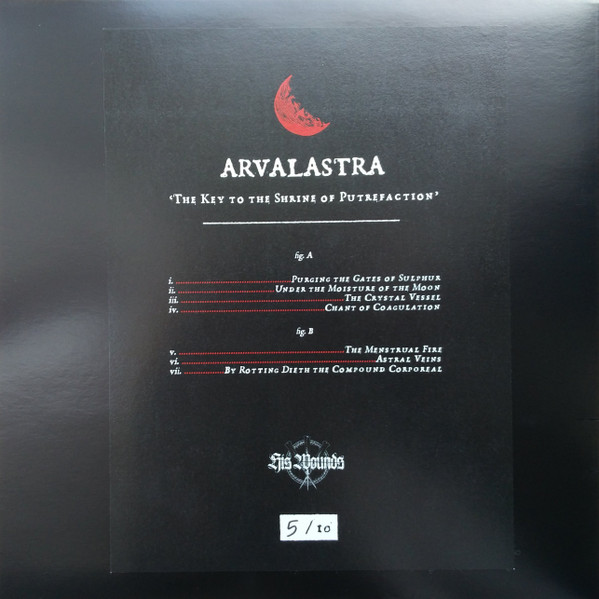 ARVALASTRA
‘The Key to the Shrine of Putrefaction’
fig. A
i. Purging the Gates of Sulphur
ii. Under the Moisture of the Moon
iii. The Crystal Vessel
iv. Chant of Coagulation
fig. B
v. The Menstrual Fire
vi. Astral Veins
vii. By Rotting Dieth the Compound Corporeal
His Wounds
5/10